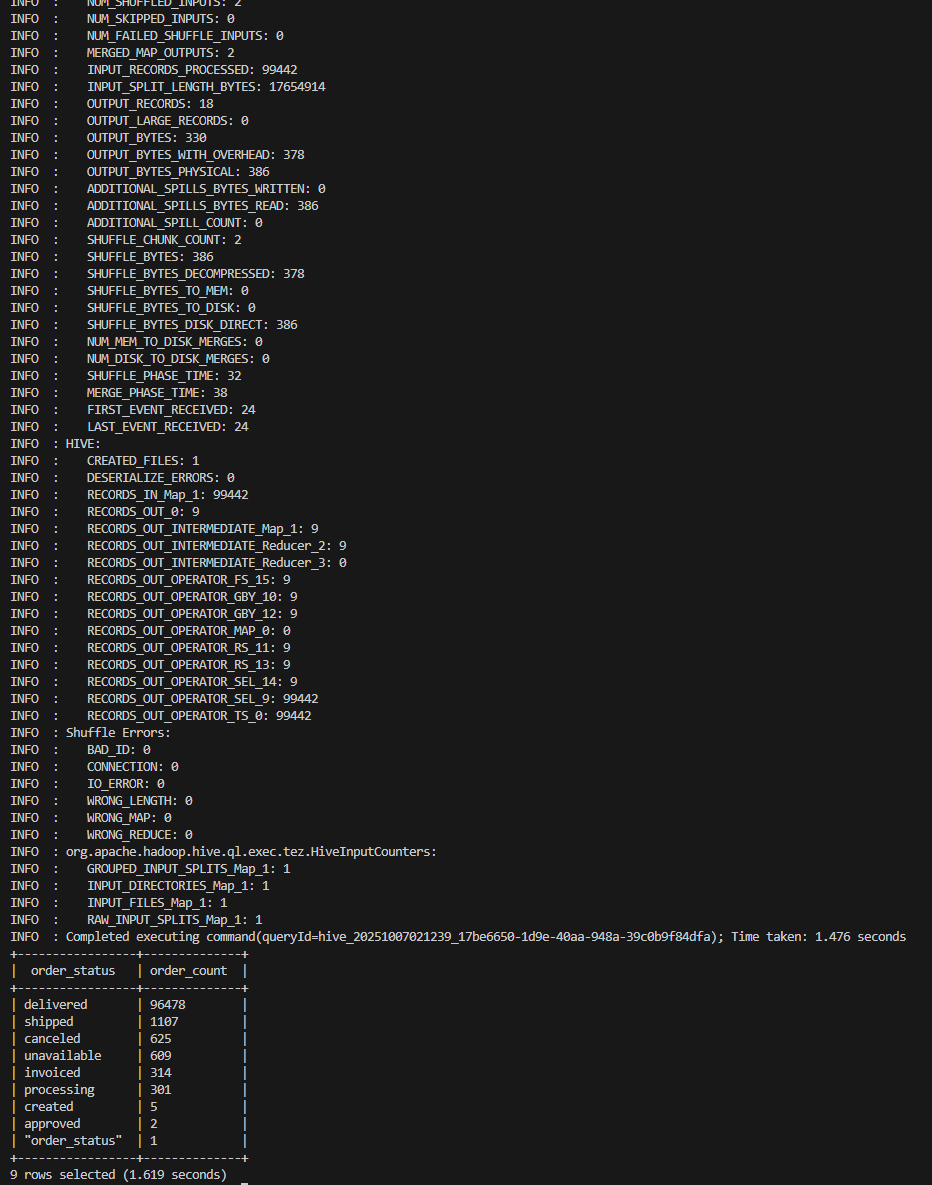 INFO  :     NUM_SHUFFLED_INPUTS: 2
INFO  :     NUM_SKIPPED_INPUTS: 0
INFO  :     NUM_FAILED_SHUFFLE_INPUTS: 0
INFO  :     MERGED_MAP_OUTPUTS: 2
INFO  :     INPUT_RECORDS_PROCESSED: 99442
INFO  :     INPUT_SPLIT_LENGTH_BYTES: 17654914
INFO  :     OUTPUT_RECORDS: 18
INFO  :     OUTPUT_LARGE_RECORDS: 0
INFO  :     OUTPUT_BYTES: 330
INFO  :     OUTPUT_BYTES_WITH_OVERHEAD: 378
INFO  :     OUTPUT_BYTES_PHYSICAL: 386
INFO  :     ADDITIONAL_SPILLS_BYTES_WRITTEN: 0
INFO  :     ADDITIONAL_SPILLS_BYTES_READ: 386
INFO  :     ADDITIONAL_SPILL_COUNT: 0
INFO  :     SHUFFLE_CHUNK_COUNT: 2
INFO  :     SHUFFLE_BYTES: 386
INFO  :     SHUFFLE_BYTES_DECOMPRESSED: 378
INFO  :     SHUFFLE_BYTES_TO_MEM: 0
INFO  :     SHUFFLE_BYTES_TO_DISK: 0
INFO  :     SHUFFLE_BYTES_DISK_DIRECT: 386
INFO  :     NUM_MEM_TO_DISK_MERGES: 0
INFO  :     NUM_DISK_TO_DISK_MERGES: 0
INFO  :     SHUFFLE_PHASE_TIME: 32
INFO  :     MERGE_PHASE_TIME: 38
INFO  :     FIRST_EVENT_RECEIVED: 24
INFO  :     LAST_EVENT_RECEIVED: 24
INFO  : HIVE:
INFO  :     CREATED_FILES: 1
INFO  :     DESERIALIZE_ERRORS: 0
INFO  :     RECORDS_IN_Map_1: 99442
INFO  :     RECORDS_OUT_0: 9
INFO  :     RECORDS_OUT_INTERMEDIATE_Map_1: 9
INFO  :     RECORDS_OUT_INTERMEDIATE_Reducer_2: 9
INFO  :     RECORDS_OUT_INTERMEDIATE_Reducer_3: 0
INFO  :     RECORDS_OUT_OPERATOR_FS_15: 9
INFO  :     RECORDS_OUT_OPERATOR_GBY_10: 9
INFO  :     RECORDS_OUT_OPERATOR_GBY_12: 9
INFO  :     RECORDS_OUT_OPERATOR_MAP_0: 0
INFO  :     RECORDS_OUT_OPERATOR_RS_11: 9
INFO  :     RECORDS_OUT_OPERATOR_RS_13: 9
INFO  :     RECORDS_OUT_OPERATOR_SEL_14: 9
INFO  :     RECORDS_OUT_OPERATOR_SEL_9: 99442
INFO  :     RECORDS_OUT_OPERATOR_TS_0: 99442
INFO  : Shuffle Errors:
INFO  :     BAD_ID: 0
INFO  :     CONNECTION: 0
INFO  :     IO_ERROR: 0
INFO  :     WRONG_LENGTH: 0
INFO  :     WRONG_MAP: 0
INFO  :     WRONG_REDUCE: 0
INFO  : org.apache.hadoop.hive.ql.exec.tez.HiveInputCounters:
INFO  :     GROUPED_INPUT_SPLITS_Map_1: 1
INFO  :     INPUT_DIRECTORIES_Map_1: 1
INFO  :     INPUT_FILES_Map_1: 1
INFO  :     RAW_INPUT_SPLITS_Map_1: 1
INFO  : Completed executing command(queryId=hive_20251007021239_17be6650-1d9e-40aa-948a-39c0b9f84dfa); Time taken: 1.476 seconds
+-----------------+--------------+
|  order_status   | order_count  |
+-----------------+--------------+
| delivered       | 96478        |
| shipped         | 1107         |
| canceled        | 625          |
| unavailable     | 609          |
| invoiced        | 314          |
| processing      | 301          |
| created         | 5            |
| approved        | 2            |
| "order_status"  | 1            |
+-----------------+--------------+
9 rows selected (1.619 seconds)